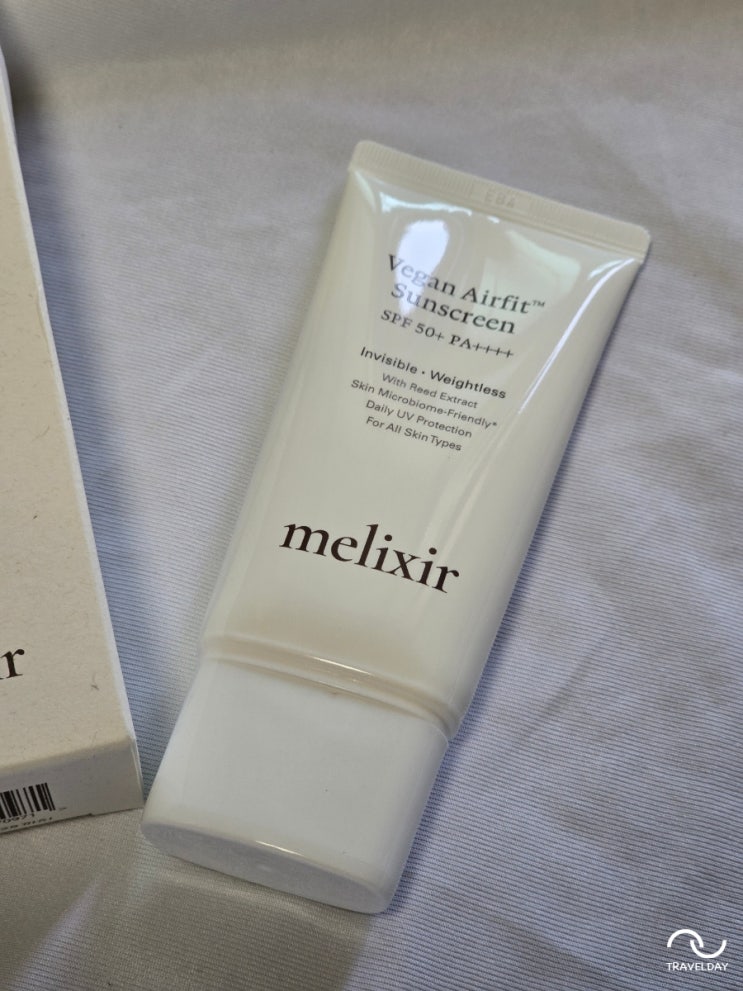 Vegan Airfit™
Sunscreen
SPF 50+ PA++++
Invisible • Weightless
With Reed Extract
Skin Microbiome-Friendly*
Daily UV Protection
For All Skin Types
melixir
TRAVELDAY